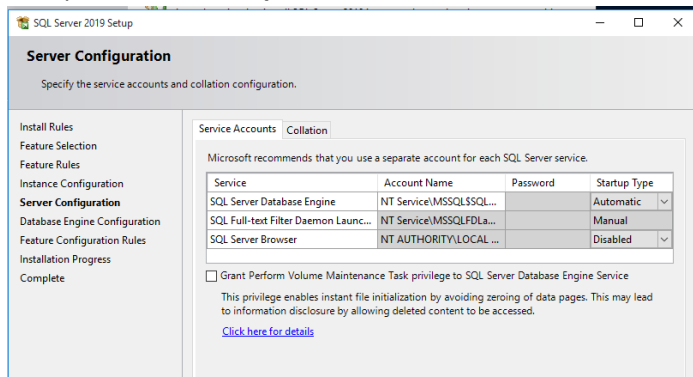 SQL Server 2019 Setup
Server Configuration
Specify the service accounts and collation configuration.
Install Rules
Feature Selection
Feature Rules
Instance Configuration
Server Configuration
Database Engine Configuration
Feature Configuration Rules
Installation Progress
Complete
Service Accounts Collation
Microsoft recommends that you use a separate account for each SQL Server service.
Service Account Name Password Startup Type
SQL Server Database Engine NT Service\MSSQL$SQL... Automatic
SQL Full-text Filter Daemon Launc... NT Service\MSSQLFDLa... Manual
SQL Server Browser NT AUTHORITY\LOCAL ... Disabled
Grant Perform Volume Maintenance Task privilege to SQL Server Database Engine Service
This privilege enables instant file initialization by avoiding zeroing of data pages. This may lead
to information disclosure by allowing deleted content to be accessed.
Click here for details